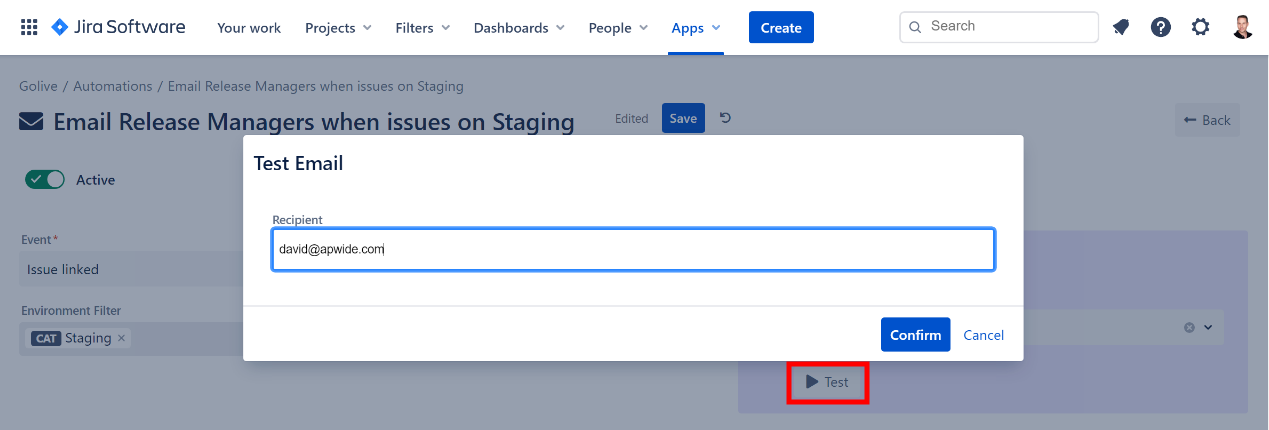 Jira Software Your work Projects Filters Dashboards People Apps Create Search
Golive / Automations / Email Release Managers when issues on Staging
Email Release Managers when issues on Staging Edited Save Back
Test Email
Active
Recipient
david@apwide.com
Event*
Issue linked
Environment Filter
CAT Staging ×
Confirm Cancel
Test